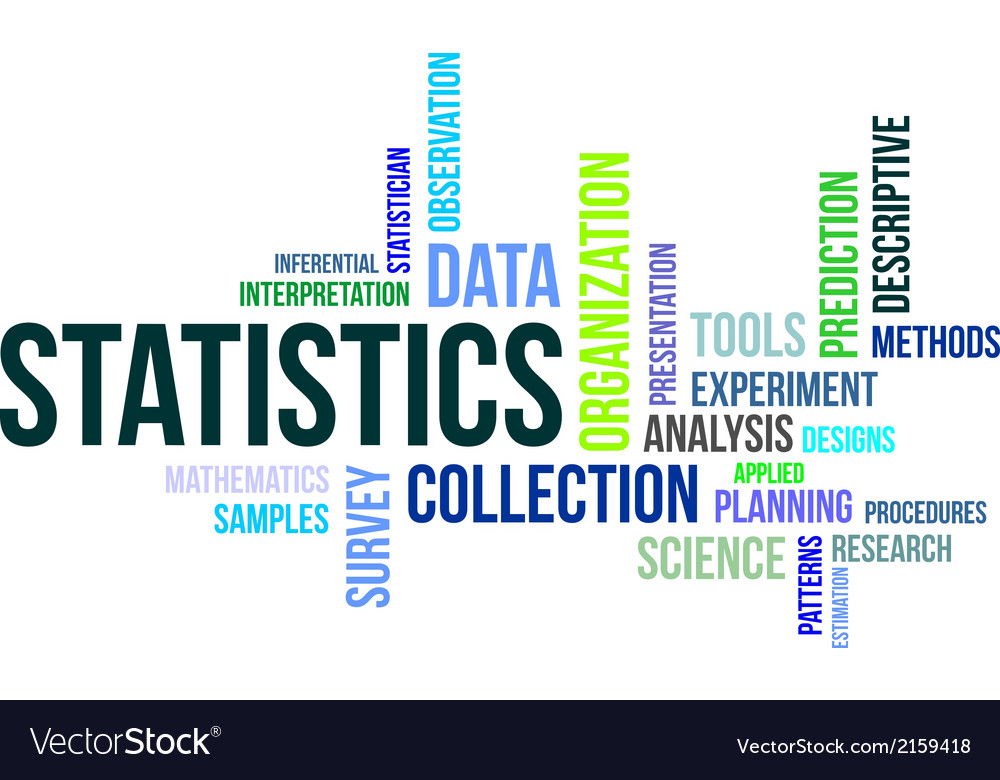 OBSERVATION
STATISTICIAN
INFERENTIAL
INTERPRETATION
DATA
ORGANIZATION
PRESENTATION
TOOLS
PREDICTION
DESCRIPTIVE
METHODS
STATISTICS
EXPERIMENT
ANALYSIS
DESIGNS
MATHEMATICS
SAMPLES
SURVEY
COLLECTION
APPLIED
PLANNING
PROCEDURES
SCIENCE
PATTERNS
RESEARCH
ESTIMATION
VectorStock®
VectorStock.com/2159418